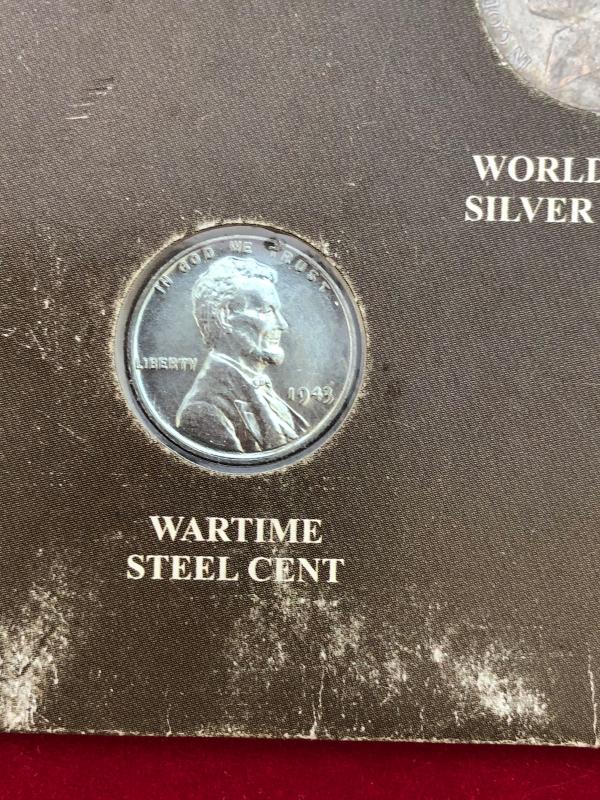 WORLD
SILVER
IN GOD WE TRUST
LIBERTY
1943
WARTIME
STEEL CENT